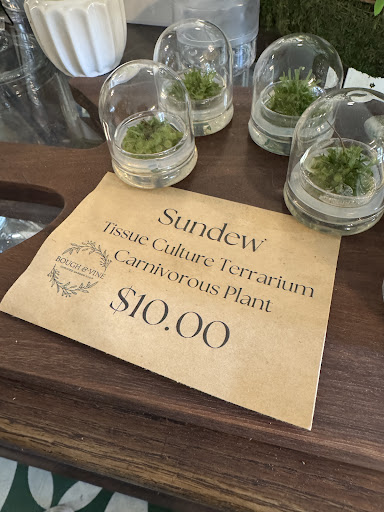 Sundew
Tissue Culture Terrarium
Carnivorous Plant
$10.00
BOUGH & VINE